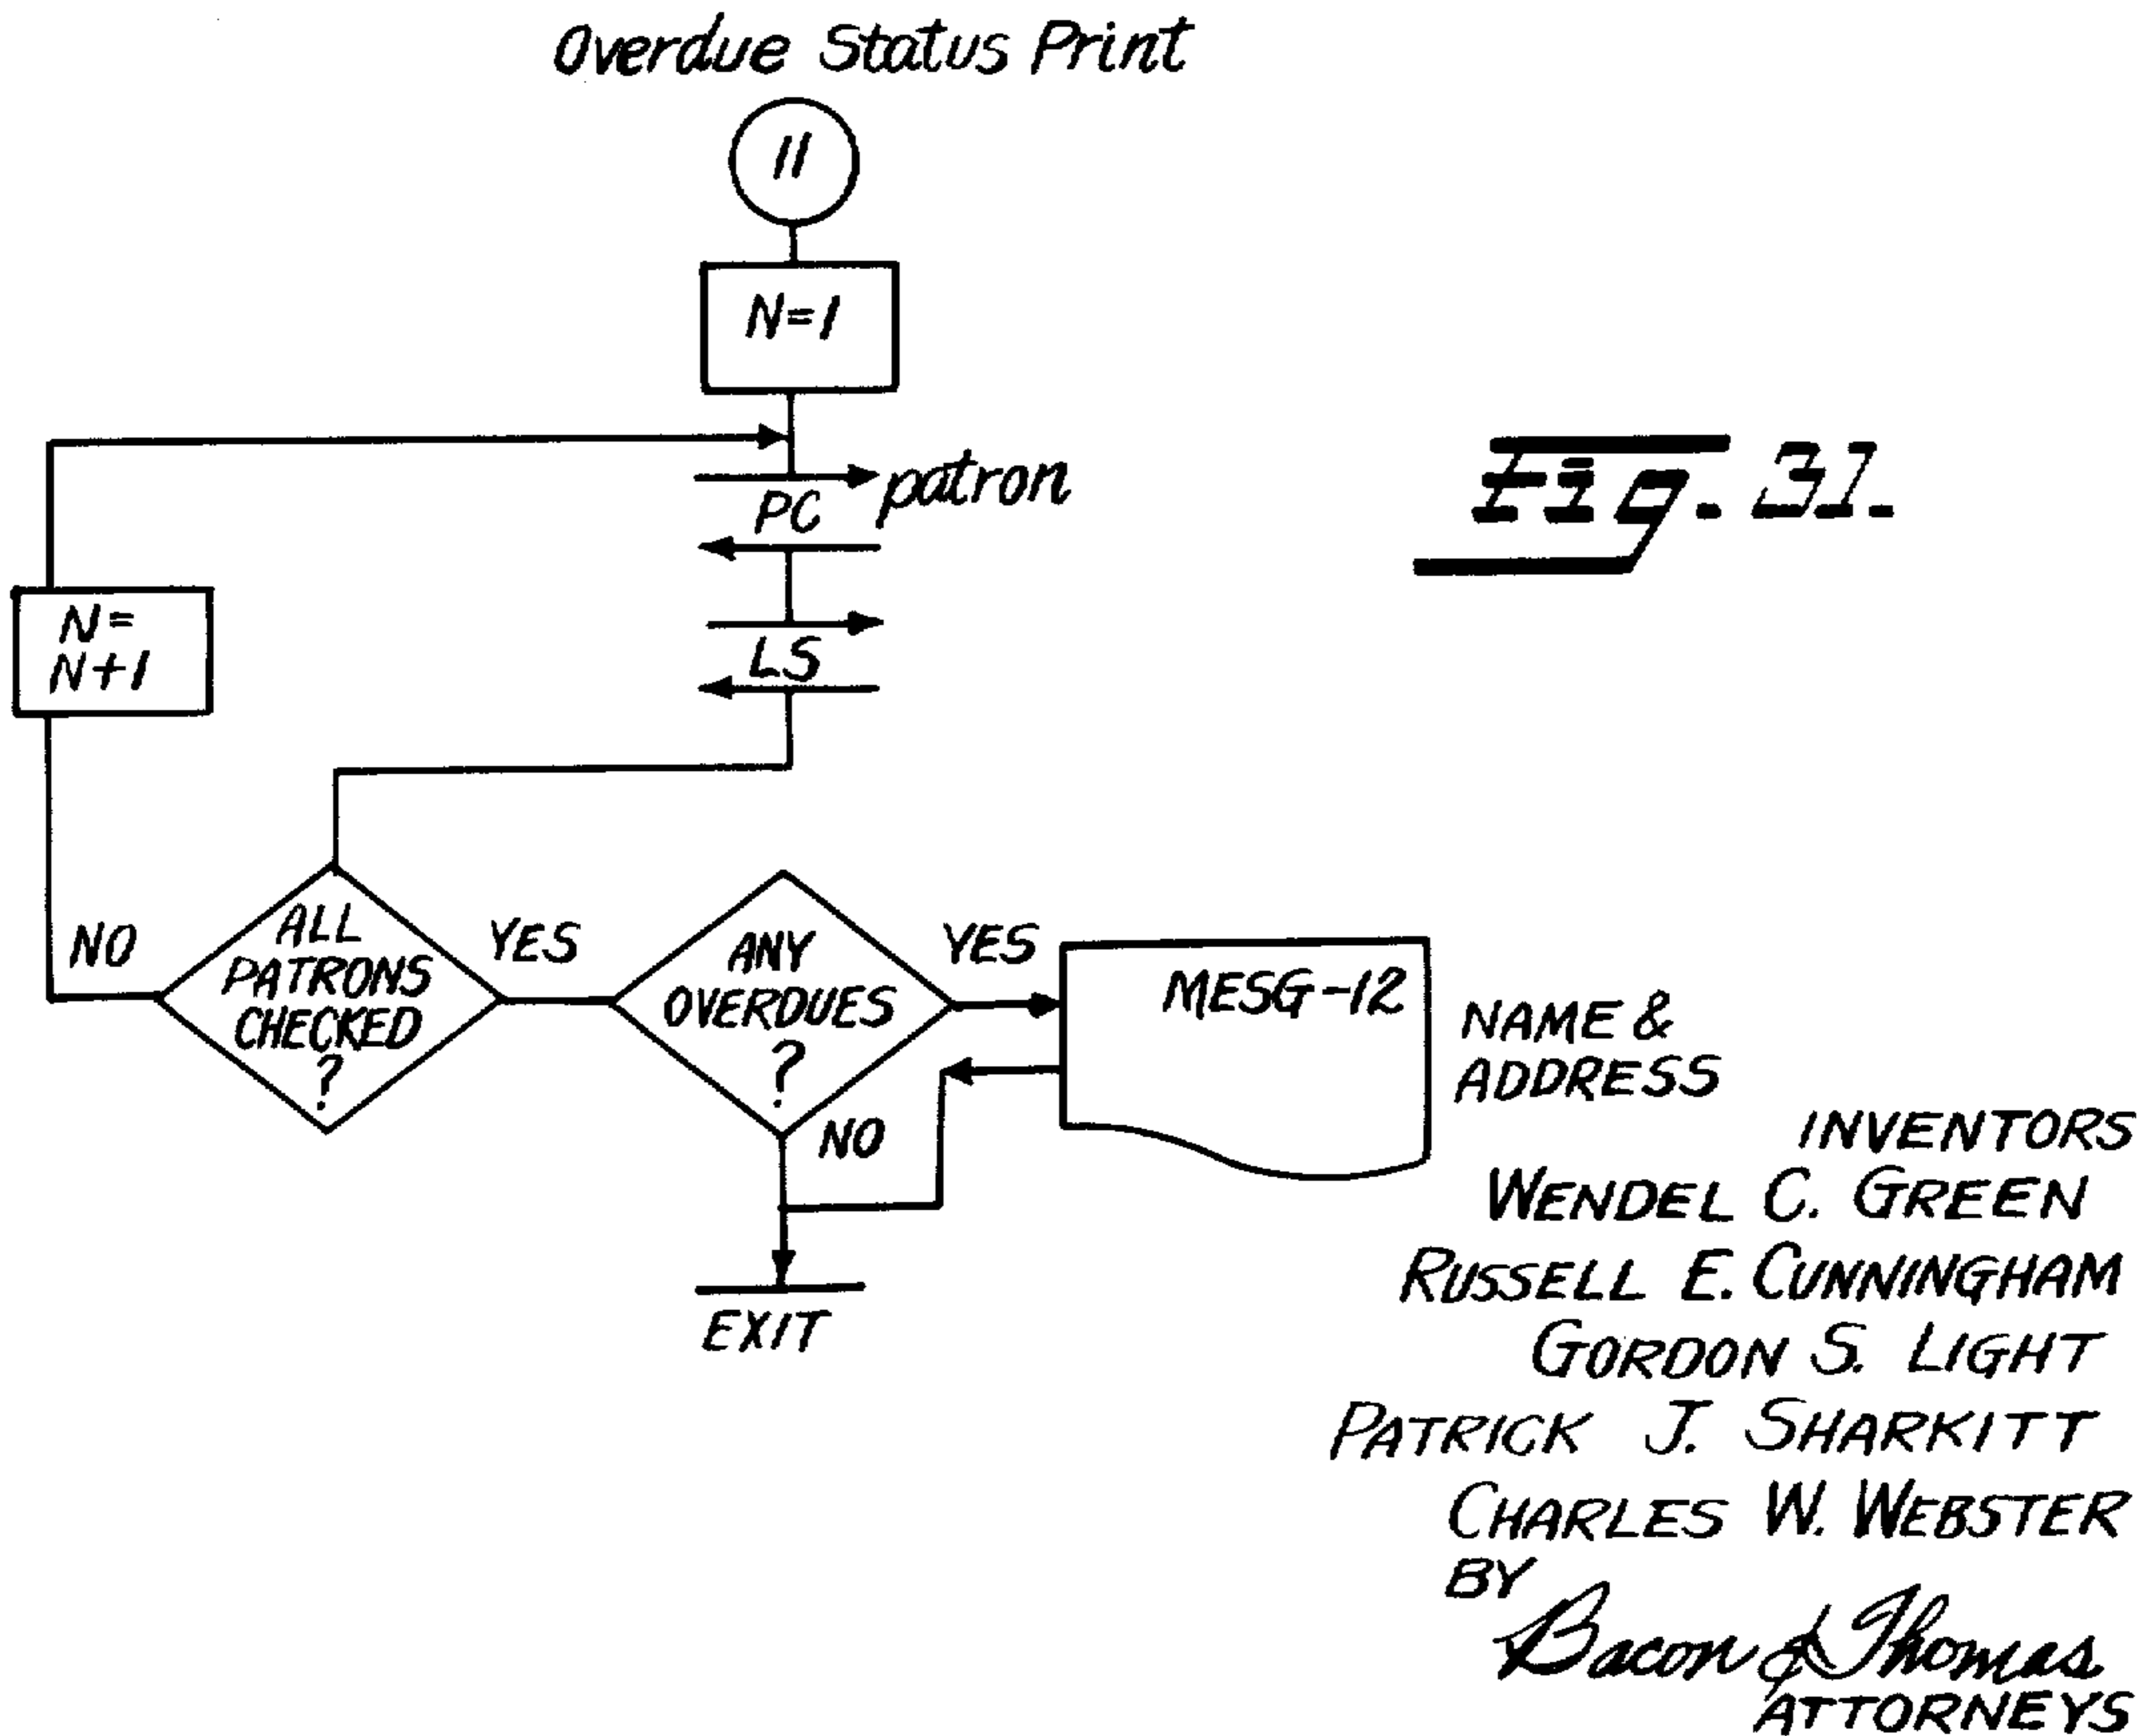 Overdue Status Print
11
N=1
patron
PC
Fig. 31.
N=
N+1
LS
NO
ALL
PATRONS
CHECKED
?
YES
ANY
OVERDUES
?
YES
NO
MESG-12
NAME &
ADDRESS
EXIT
INVENTORS
WENDEL C. GREEN
RUSSELL E. CUNNINGHAM
GORDON S. LIGHT
PATRICK J. SHARKITT
CHARLES W. WEBSTER
BY
Bacon & Thomas
ATTORNEYS